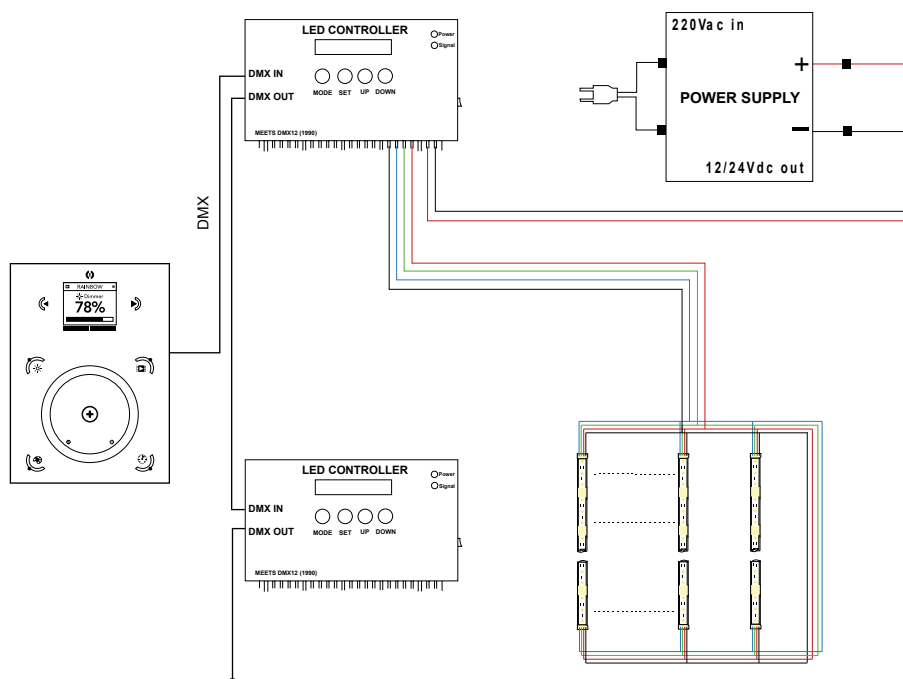 LED CONTROLLER
Power
Signal
DMX IN
DMX OUT
MODE SET UP DOWN
MEETS DMX12 (1990)
220Vac in
+
POWER SUPPLY
–
12/24Vdc out
DMX
RAINBOW
Dimmer
78%
LED CONTROLLER
Power
Signal
DMX IN
DMX OUT
MODE SET UP DOWN
MEETS DMX12 (1990)